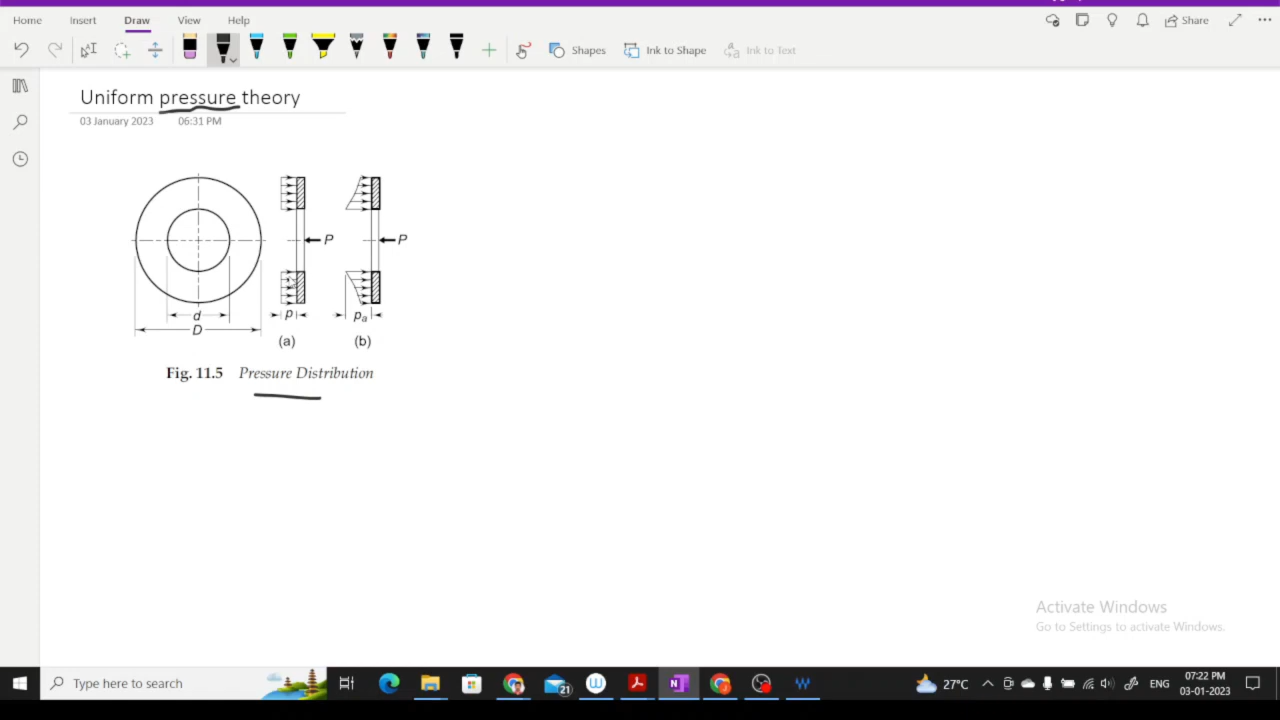 Home Insert Draw View Help
Share
Shapes Ink to Shape Ink to Text
Uniform pressure theory
03 January 2023 06:31 PM
P P
d
D
p pa
(a) (b)
Fig. 11.5 Pressure Distribution
Activate Windows
Go to Settings to activate Windows.
Type here to search
21
N
W
27°C
ENG
07:22 PM
03-01-2023